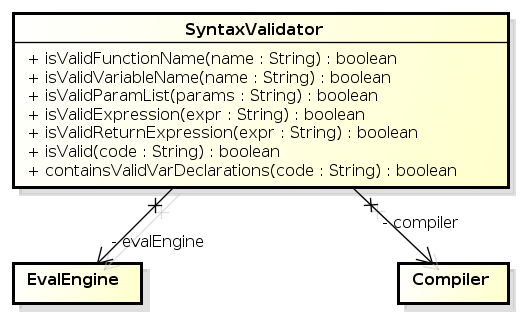 SyntaxValidator
+ isValidFunctionName(name : String) : boolean
+ isValidVariableName(name : String) : boolean
+ isValidParamList(params : String) : boolean
+ isValidExpression(expr : String) : boolean
+ isValidReturnExpression(expr : String) : boolean
+ isValid(code : String) : boolean
+ containsValidVarDeclarations(code : String) : boolean
- compiler
- evalEngine
EvalEngine
Compiler